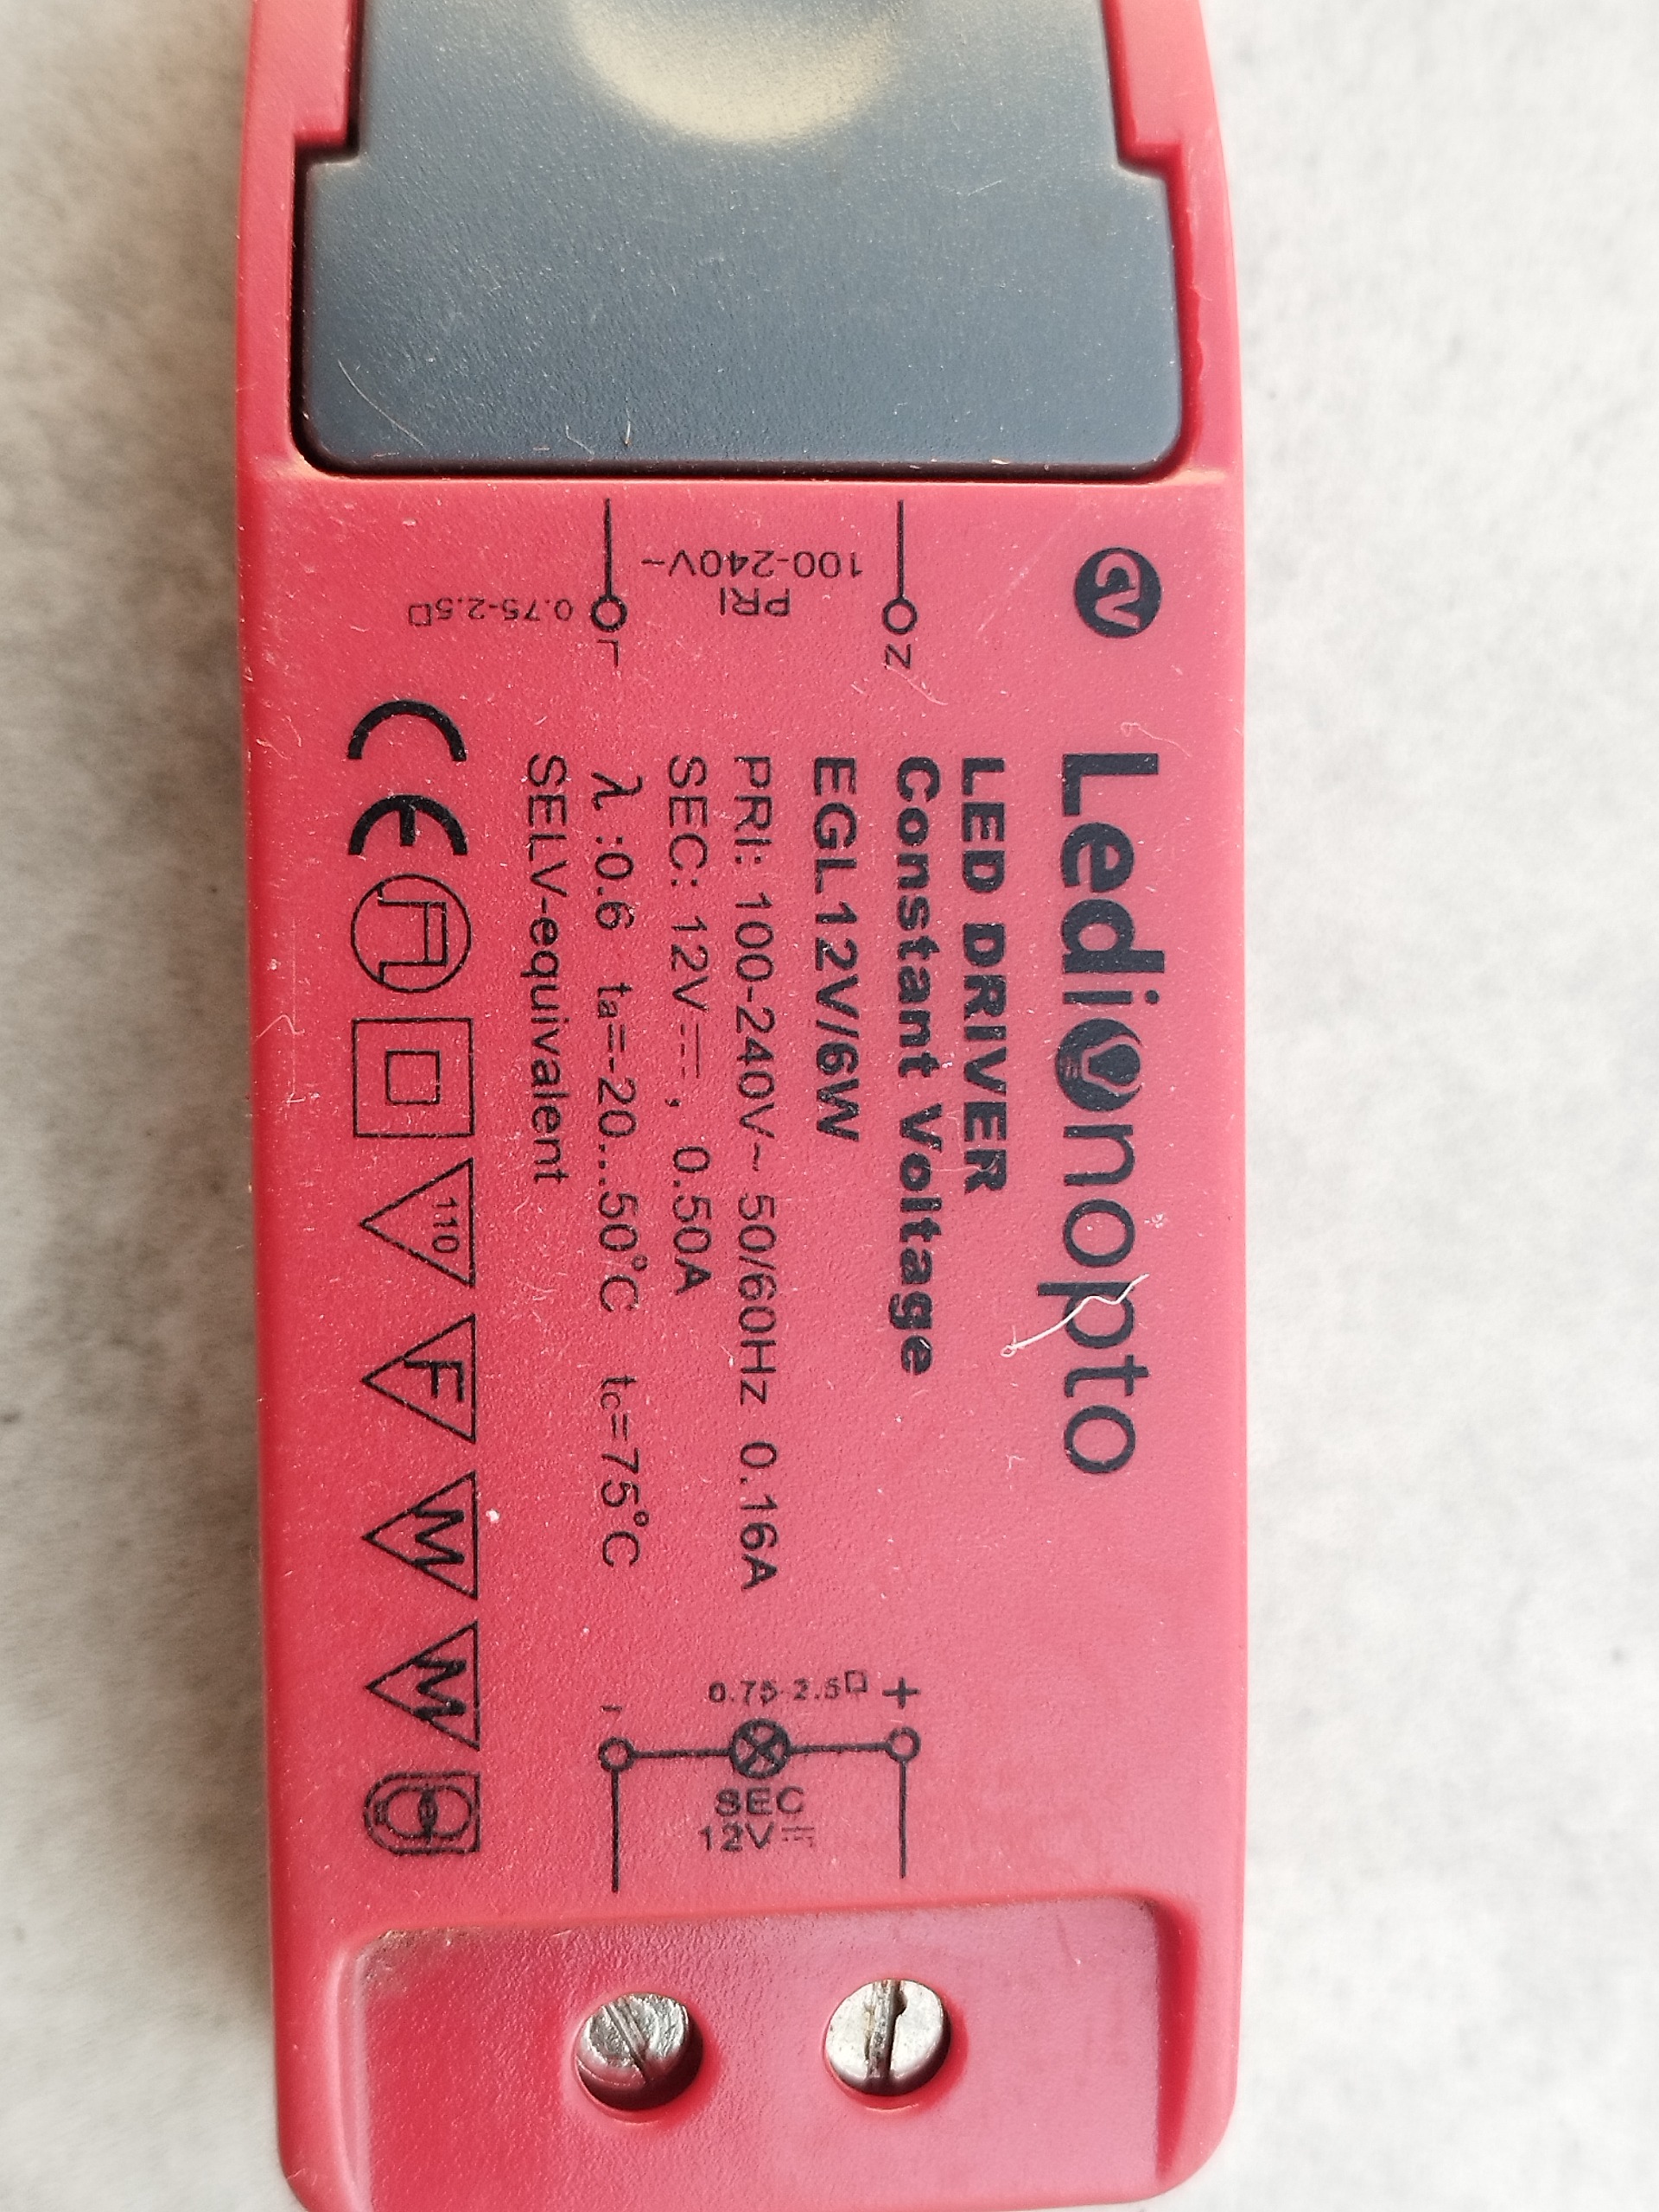 GV
Ledionopto
LED DRIVER
Constant Voltage
EGL12V/6W
PRI: 100-240V~ 50/60Hz 0.16A
SEC: 12V⎓, 0.50A
λ :0.6 ta=-20...50°C tc=75°C
SELV-equivalent
CE
110
F
M
M
N
PRI
100-240V~
L
0.75-2.5□
+
0.75-2.5□
-
SEC
12V⎓